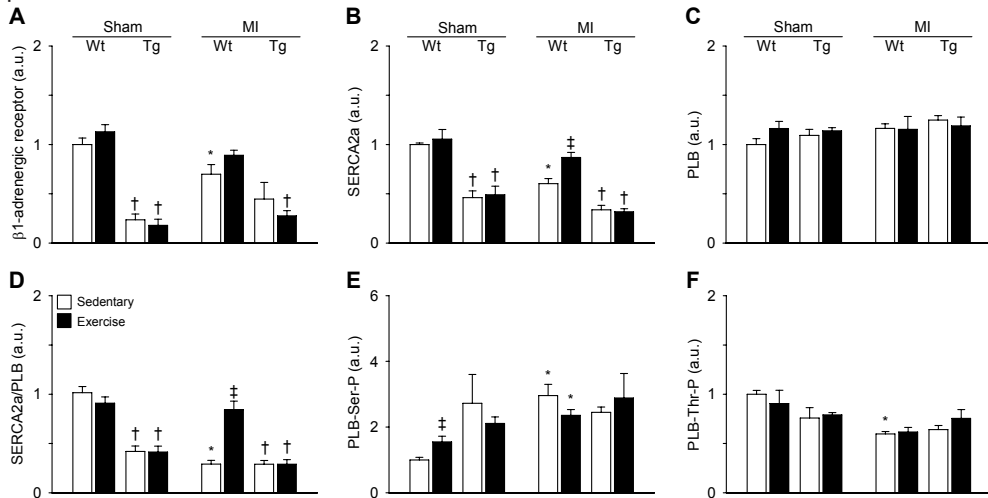 A
Sham
MI
Wt
Tg
Wt
Tg
β1-adrenergic receptor (a.u.)
2
1
0
†
†
*
†
B
Sham
MI
Wt
Tg
Wt
Tg
SERCA2a (a.u.)
2
1
0
†
†
*
‡
†
†
C
Sham
MI
Wt
Tg
Wt
Tg
PLB (a.u.)
2
1
0
D
Sedentary
Exercise
SERCA2a/PLB (a.u.)
2
1
0
†
†
*
‡
†
†
E
PLB-Ser-P (a.u.)
6
4
2
0
‡
*
*
F
PLB-Thr-P (a.u.)
2
1
0
*